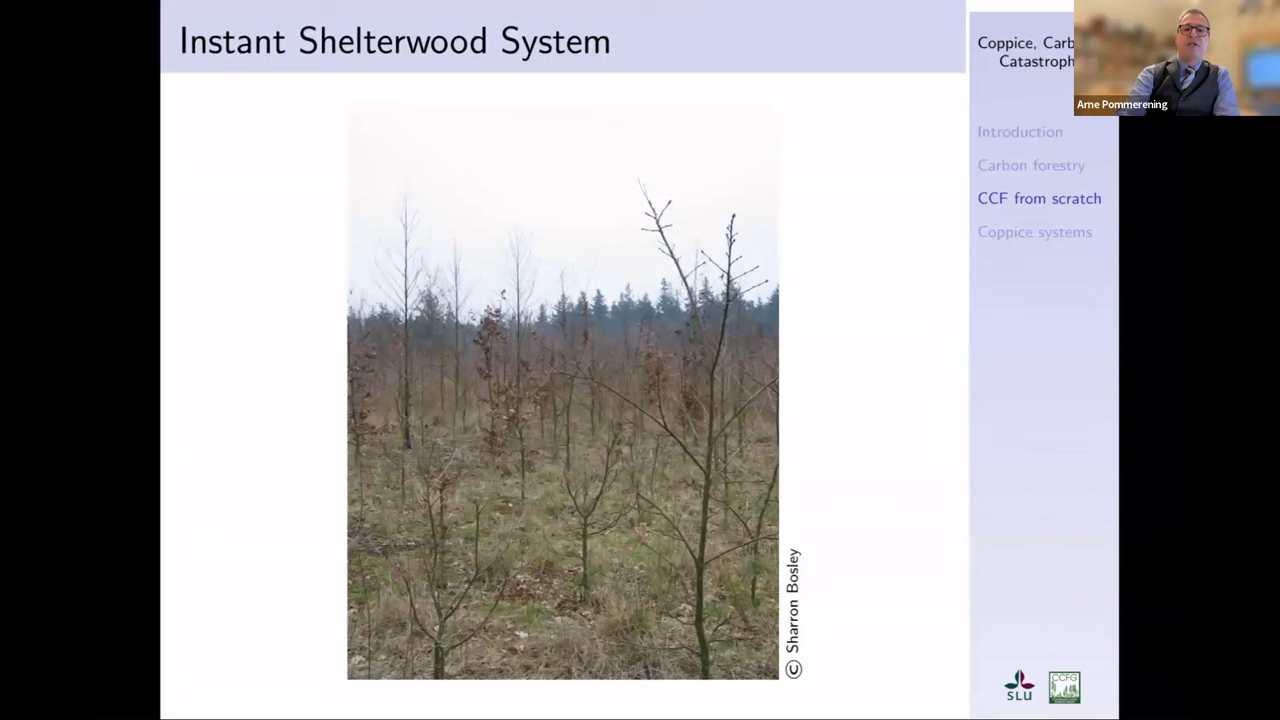 Instant Shelterwood System
© Sharron Bosley
Coppice, Carb
Catastroph
Arne Pommerening
Introduction
Carbon forestry
CCF from scratch
Coppice systems
SLU
CCFG